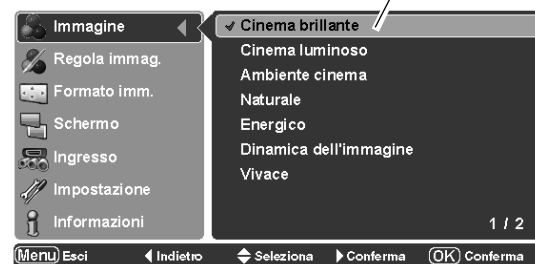 Immagine
Regola immag.
Formato imm.
Schermo
Ingresso
Impostazione
Informazioni
Cinema brillante
Cinema luminoso
Ambiente cinema
Naturale
Energico
Dinamica dell'immagine
Vivace
1 / 2
Menu Esci Indietro Seleziona Conferma OK Conferma